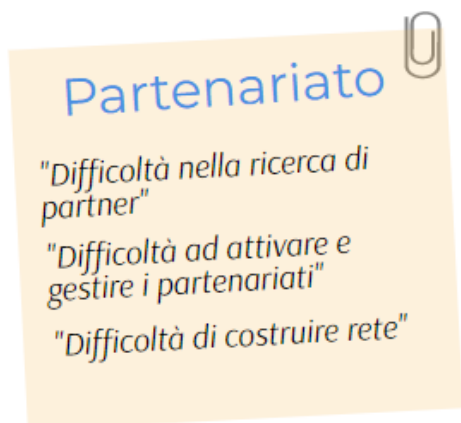 Partenariato
"Difficoltà nella ricerca di
partner"
"Difficoltà ad attivare e
gestire i partenariati"
"Difficoltà di costruire rete"